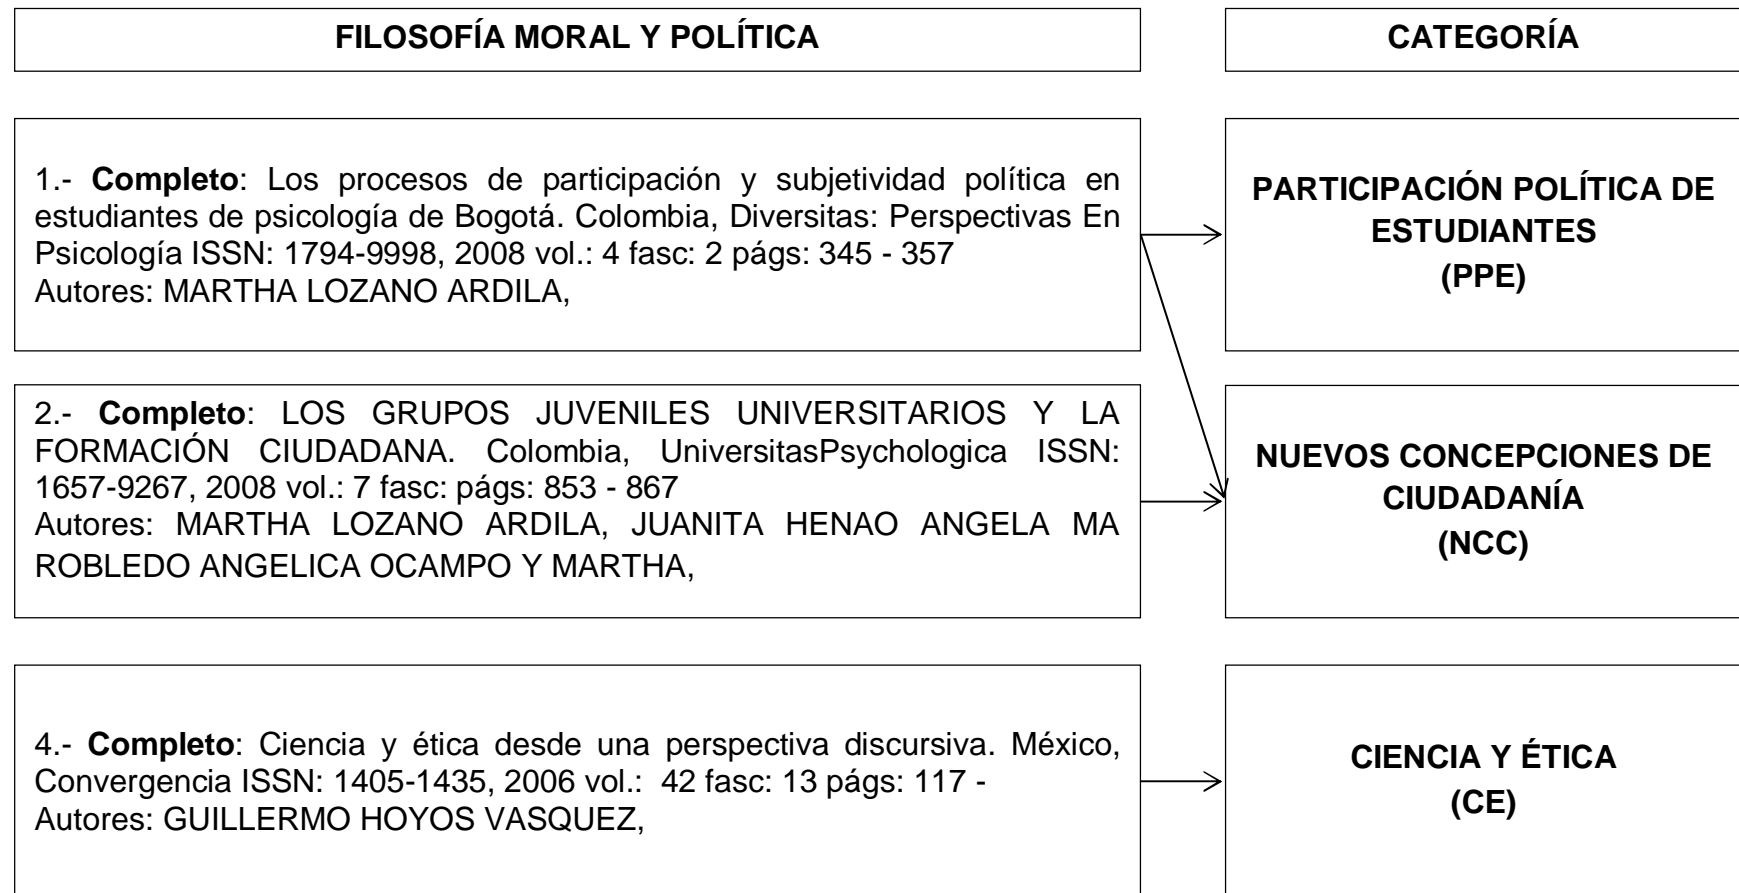 FILOSOFÍA MORAL Y POLÍTICA
CATEGORÍA
1.- Completo: Los procesos de participación y subjetividad política en
estudiantes de psicología de Bogotá. Colombia, Diversitas: Perspectivas En
Psicología ISSN: 1794-9998, 2008 vol.: 4 fasc: 2 págs: 345 - 357
Autores: MARTHA LOZANO ARDILA,
PARTICIPACIÓN POLÍTICA DE
ESTUDIANTES
(PPE)
2.- Completo: LOS GRUPOS JUVENILES UNIVERSITARIOS Y LA
FORMACIÓN CIUDADANA. Colombia, UniversitasPsychologica ISSN:
1657-9267, 2008 vol.: 7 fasc: págs: 853 - 867
Autores: MARTHA LOZANO ARDILA, JUANITA HENAO ANGELA MA
ROBLEDO ANGELICA OCAMPO Y MARTHA,
NUEVOS CONCEPCIONES DE
CIUDADANÍA
(NCC)
4.- Completo: Ciencia y ética desde una perspectiva discursiva. México,
Convergencia ISSN: 1405-1435, 2006 vol.: 42 fasc: 13 págs: 117 -
Autores: GUILLERMO HOYOS VASQUEZ,
CIENCIA Y ÉTICA
(CE)